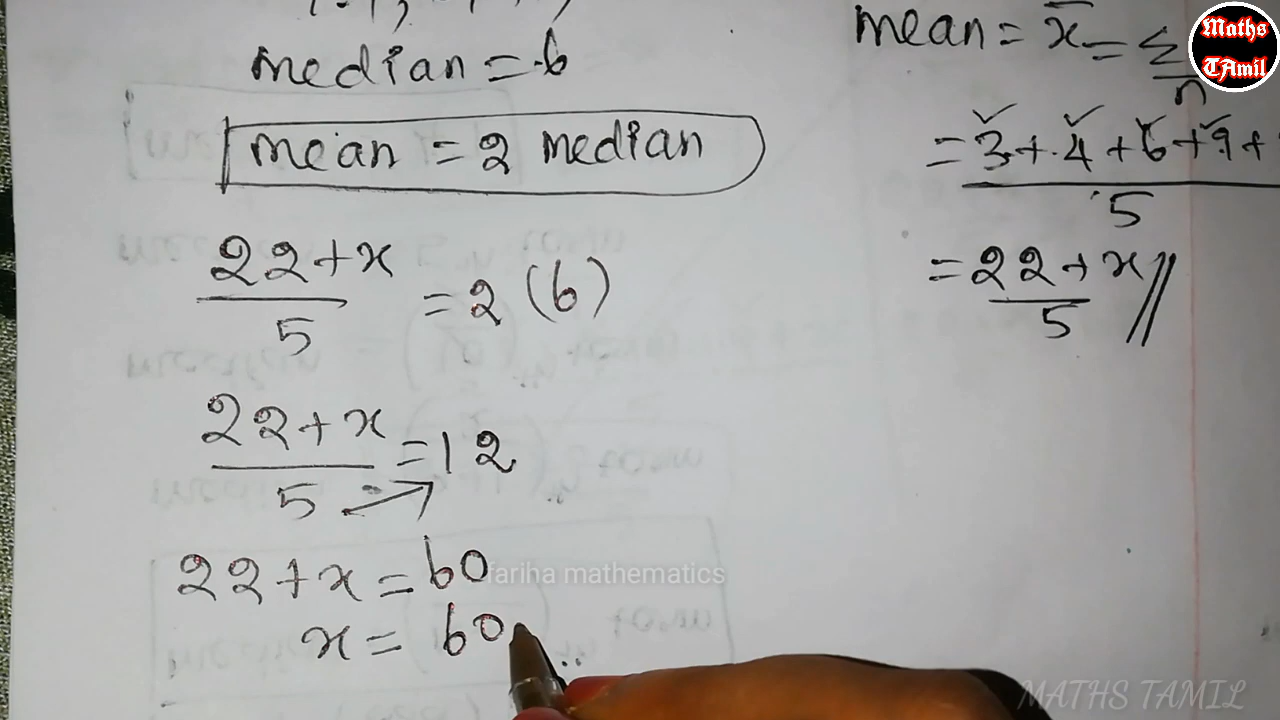 median = 6
mean = 2 median
22+x
5
= 2 (6)
22+x
5
= 12
22+x = 60
x = 60
mean = x̄ = Σ
n
= 3 + 4 + 6 + 9 +
5
= 22 + x //
5
Maths
TAmil
fariha mathematics
MATHS TAMIL